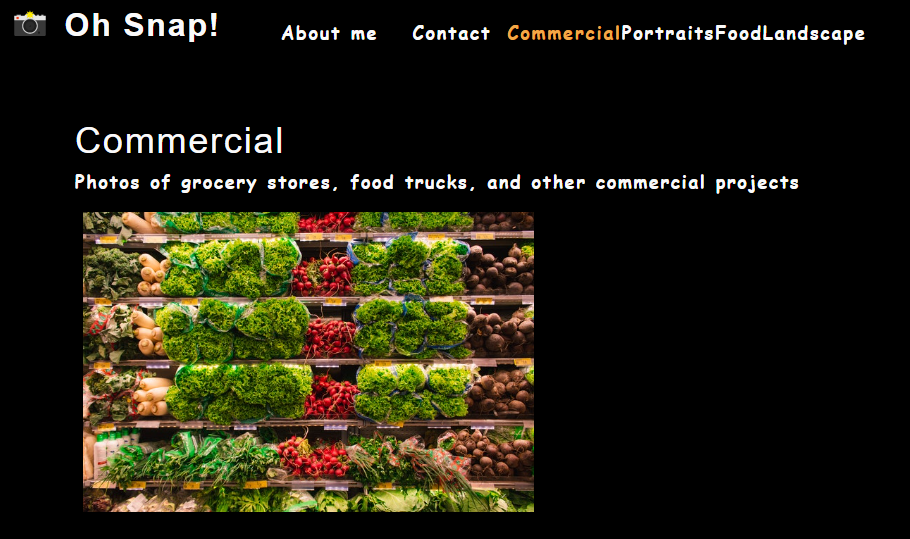 Oh Snap! About me Contact CommercialPortraitsFoodLandscape
Commercial
Photos of grocery stores, food trucks, and other commercial projects